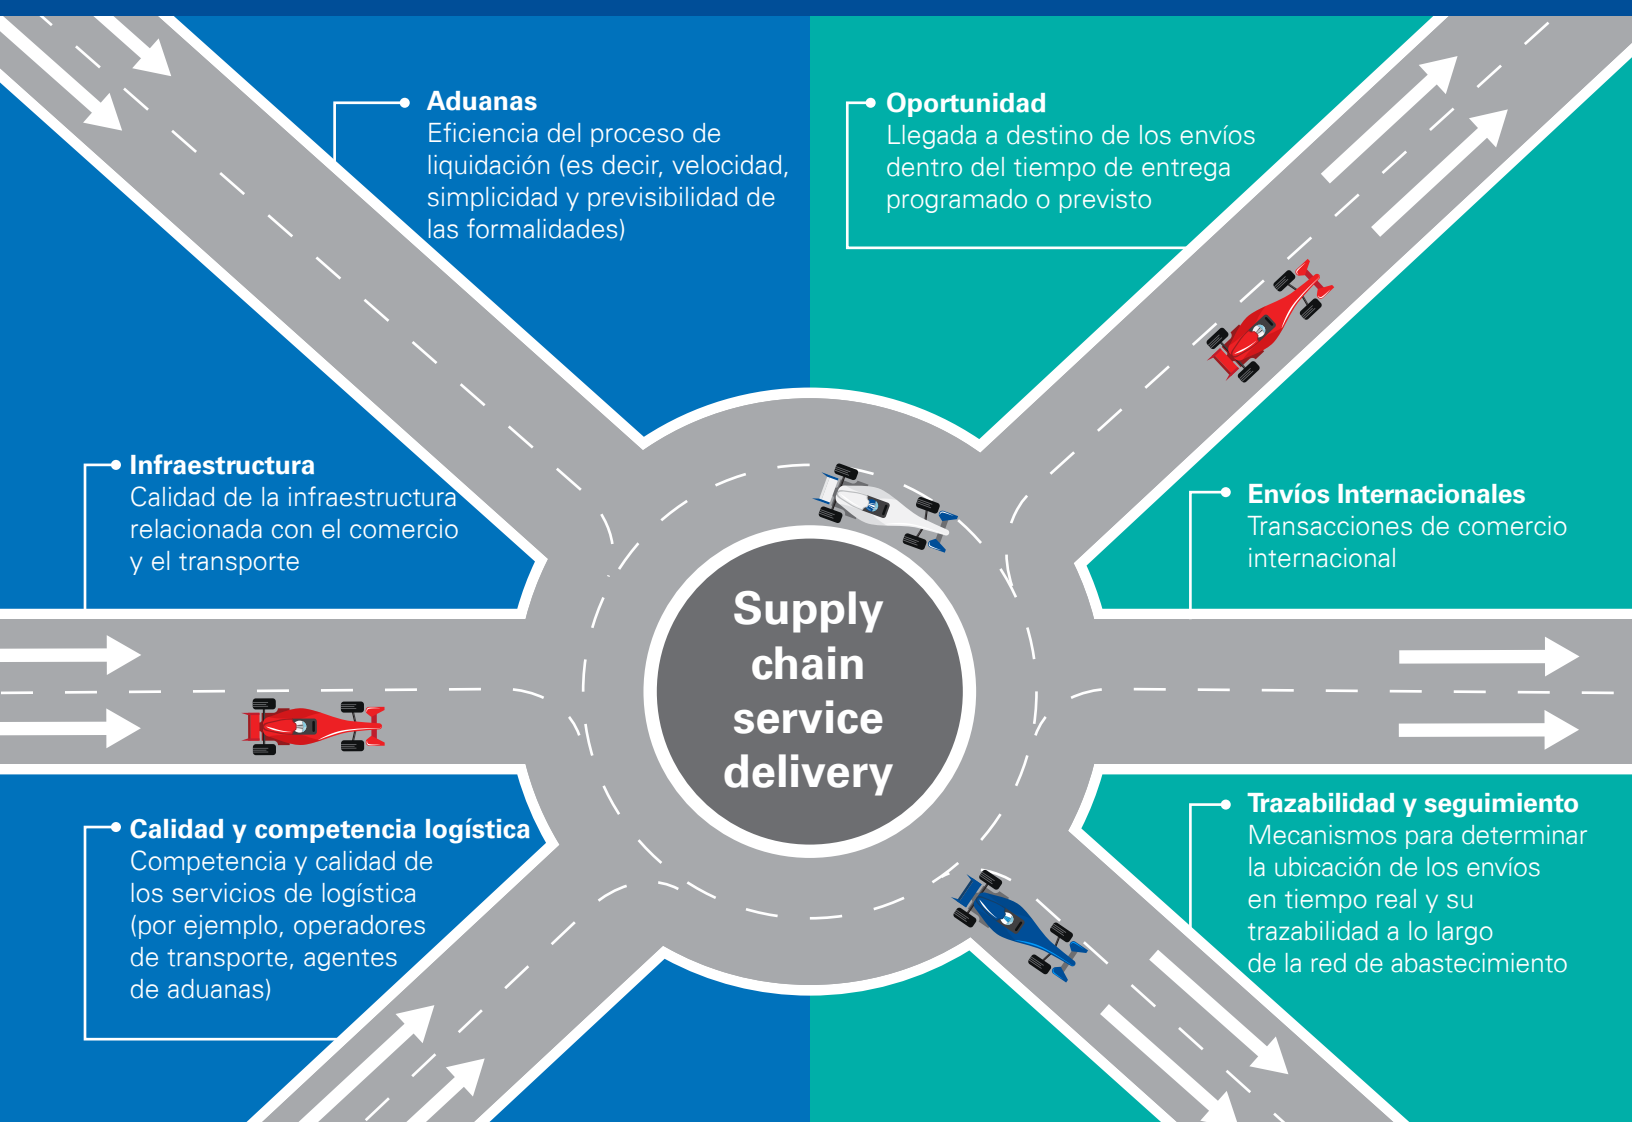 Aduanas
Eficiencia del proceso de
liquidación (es decir, velocidad,
simplicidad y previsibilidad de
las formalidades)
Oportunidad
Llegada a destino de los envíos
dentro del tiempo de entrega
programado o previsto
Infraestructura
Calidad de la infraestructura
relacionada con el comercio
y el transporte
Envíos Internacionales
Transacciones de comercio
internacional
Supply
chain
service
delivery
Calidad y competencia logística
Competencia y calidad de
los servicios de logística
(por ejemplo, operadores
de transporte, agentes
de aduanas)
Trazabilidad y seguimiento
Mecanismos para determinar
la ubicación de los envíos
en tiempo real y su
trazabilidad a lo largo
de la red de abastecimiento